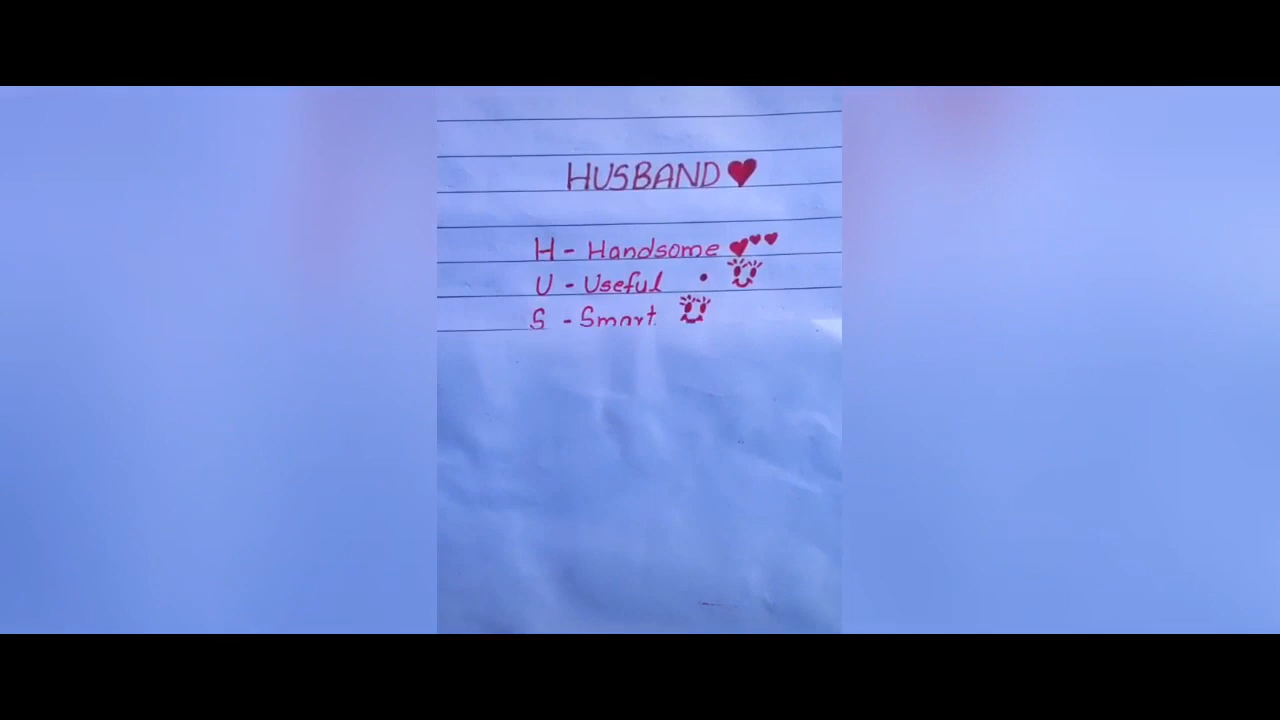 HUSBAND ❤
H - Handsome
U - Useful
S - Smart